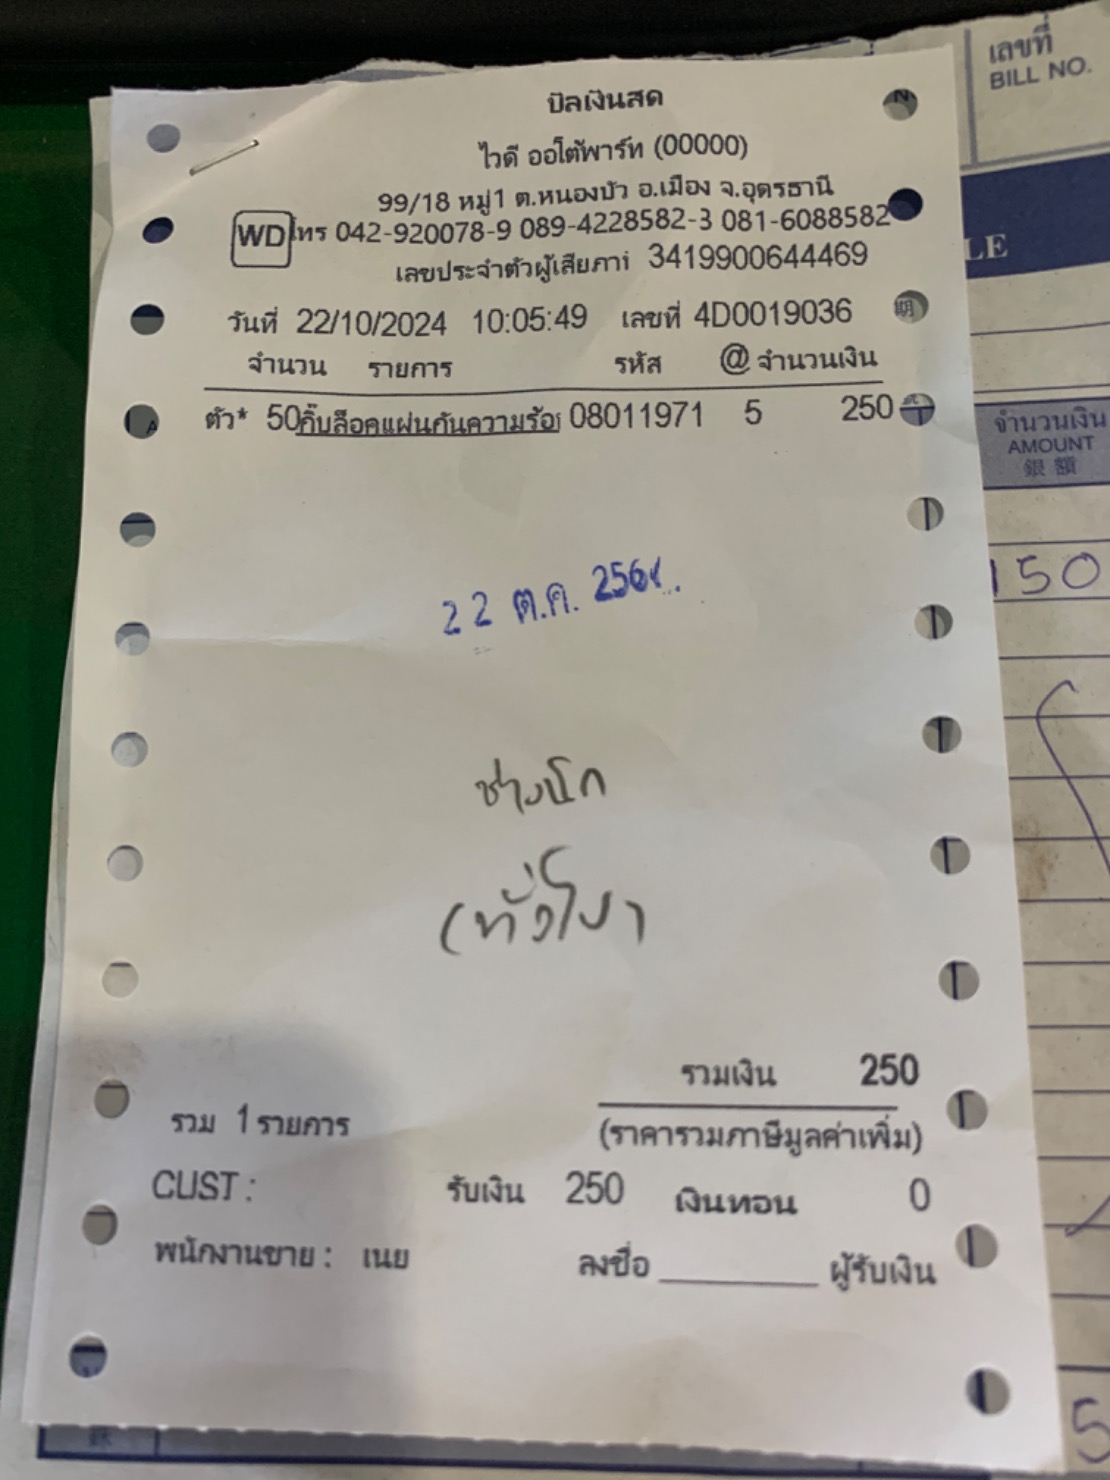 บิลเงินสด
ไวดี ออโต้พาร์ท (00000)
99/18 หมู่1 ต.หนองบัว อ.เมือง จ.อุดรธานี
WD โทร 042-920078-9 089-4228582-3 081-6088582
เลขประจำตัวผู้เสียภาษี 3419900644469
วันที่ 22/10/2024 10:05:49 เลขที่ 4D0019036
จำนวน รายการ รหัส @ จำนวนเงิน
ตัว* 50 กิ๊บล็อคแผ่นกันความร้อ 08011971 5 250
22 ต.ค. 256
ช่าง
รวมเงิน 250
รวม 1 รายการ (ราคารวมภาษีมูลค่าเพิ่ม)
CUST : รับเงิน 250 เงินทอน 0
พนักงานขาย : เนย ลงชื่อ ผู้รับเงิน
เลขที่
BILL NO.
LE
期
จำนวนเงิน
AMOUNT
銀額
150
5